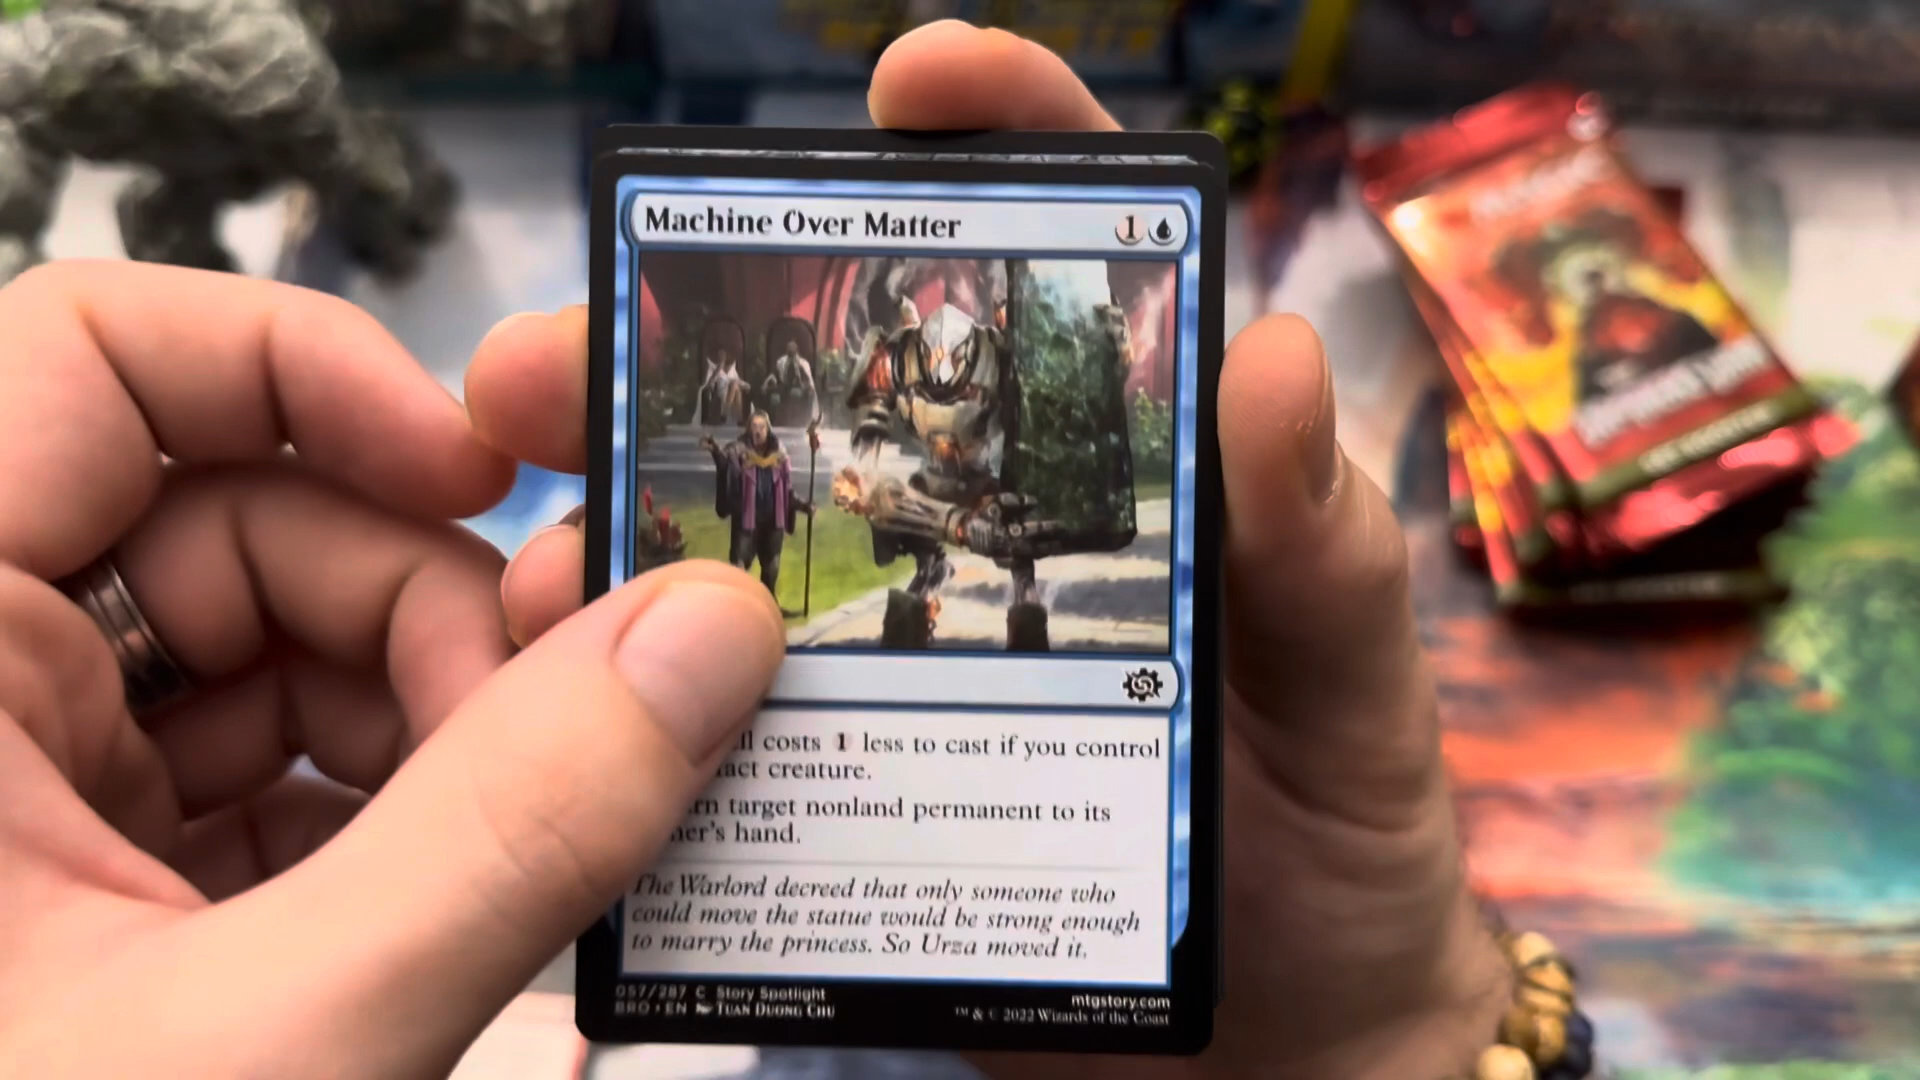 Machine Over Matter 1
costs 1 less to cast if you control
creature.
target nonland permanent to its
hand.
The Warlord decreed that only someone who
could move the statue would be strong enough
to marry the princess. So Urza moved it.
057/287 C Story Spotlight
mtgstory.com
BRO • EN Tuan Duong Chu
™ & © 2022 Wizards of the Coast